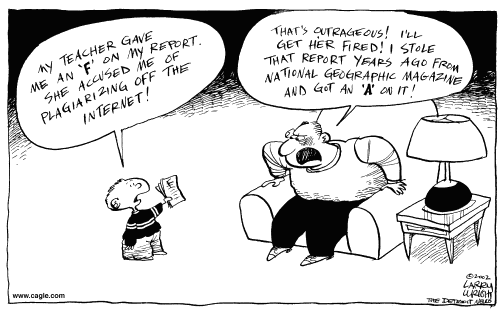 MY TEACHER GAVE
ME AN "F" ON MY REPORT.
SHE ACCUSED ME OF
PLAGIARIZING OFF THE
INTERNET!
THAT'S OUTRAGEOUS! I'LL
GET HER FIRED! I STOLE
THAT REPORT YEARS AGO FROM
NATIONAL GEOGRAPHIC MAGAZINE
AND GOT AN "A" ON IT!
F
www.cagle.com
©2002
LARRY
WRIGHT
THE DETROIT NEWS